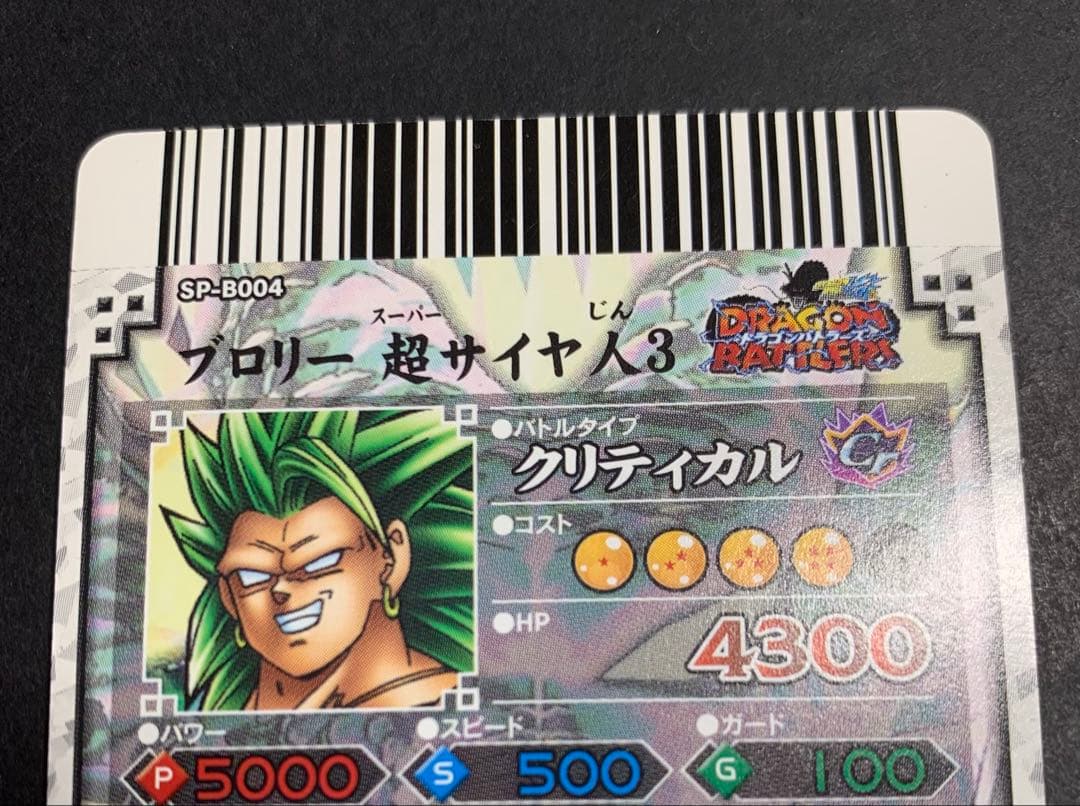 SP-B004
スーパー じん
ブロリー 超サイヤ人3
DRAGON
ドラゴンバトラーズ
BATTLERS
●バトルタイプ
クリティカル Cr
●コスト
●HP
4300
●パワー ●スピード ●ガード
P 5000 S 500 G 100